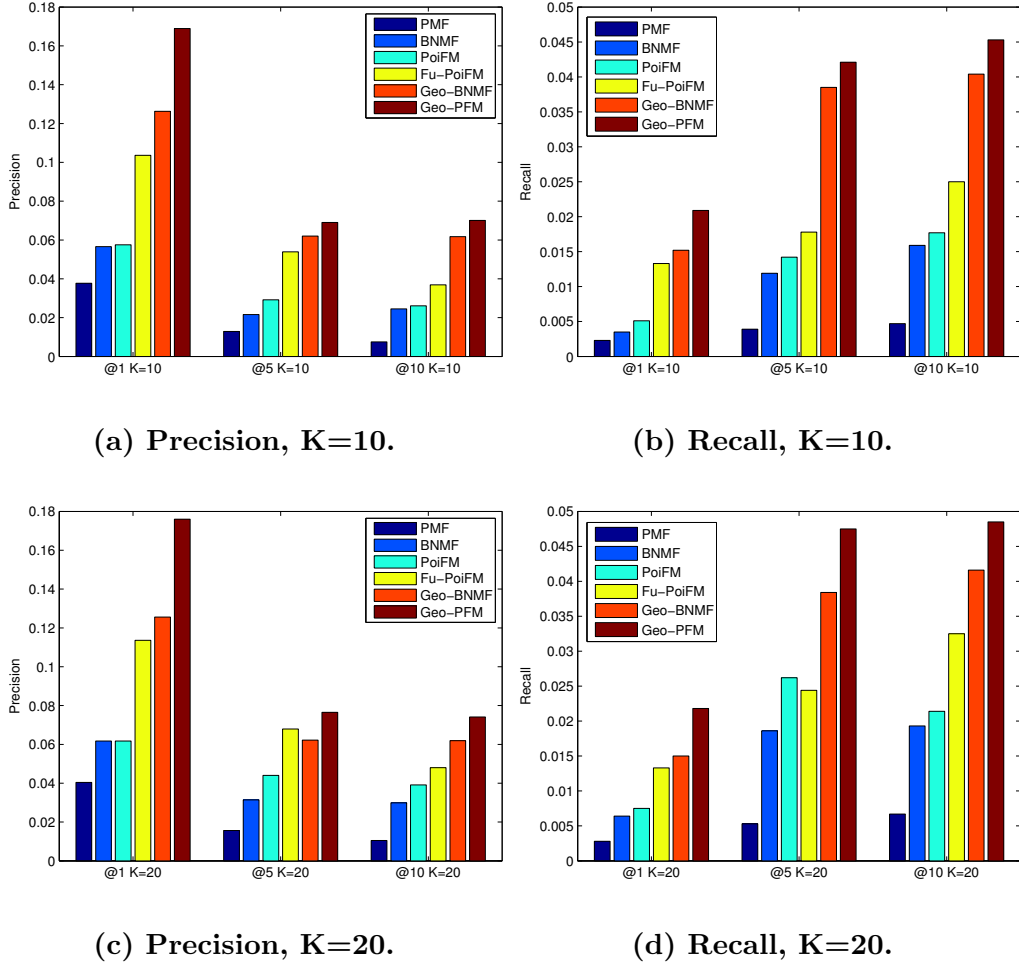 0.18
0.16
0.14
0.12
0.1
0.08
0.06
0.04
0.02
0
Precision
PMF
BNMF
PoiFM
Fu−PoiFM
Geo−BNMF
Geo−PFM
@1 K=10 @5 K=10 @10 K=10
(a) Precision, K=10.
0.05
0.045
0.04
0.035
0.03
0.025
0.02
0.015
0.01
0.005
0
Recall
PMF
BNMF
PoiFM
Fu−PoiFM
Geo−BNMF
Geo−PFM
@1 K=10 @5 K=10 @10 K=10
(b) Recall, K=10.
0.18
0.16
0.14
0.12
0.1
0.08
0.06
0.04
0.02
0
Precision
PMF
BNMF
PoiFM
Fu−PoiFM
Geo−BNMF
Geo−PFM
@1 K=20 @5 K=20 @10 K=20
(c) Precision, K=20.
0.05
0.045
0.04
0.035
0.03
0.025
0.02
0.015
0.01
0.005
0
Recall
PMF
BNMF
PoiFM
Fu−PoiFM
Geo−BNMF
Geo−PFM
@1 K=20 @5 K=20 @10 K=20
(d) Recall, K=20.